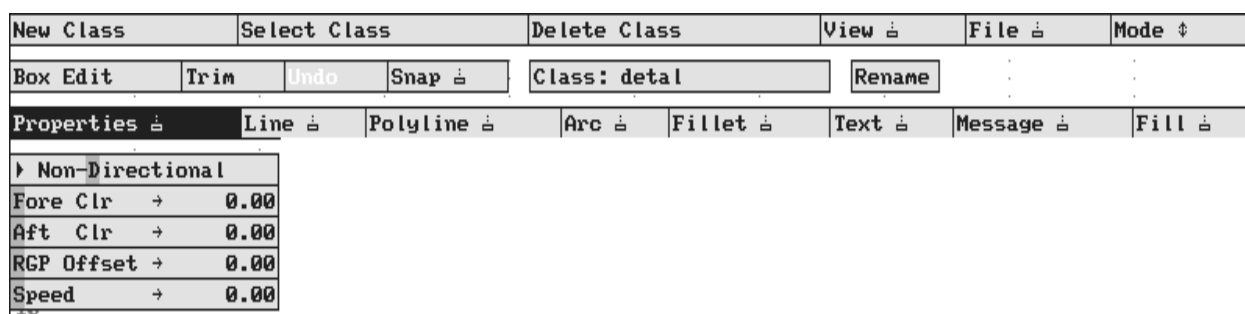 New Class Select Class Delete Class View File Mode
Box Edit Trim Undo Snap Class: detal Rename
Properties Line Polyline Arc Fillet Text Message Fill
Non-Directional
Fore Clr → 0.00
Aft Clr → 0.00
RGP Offset → 0.00
Speed → 0.00